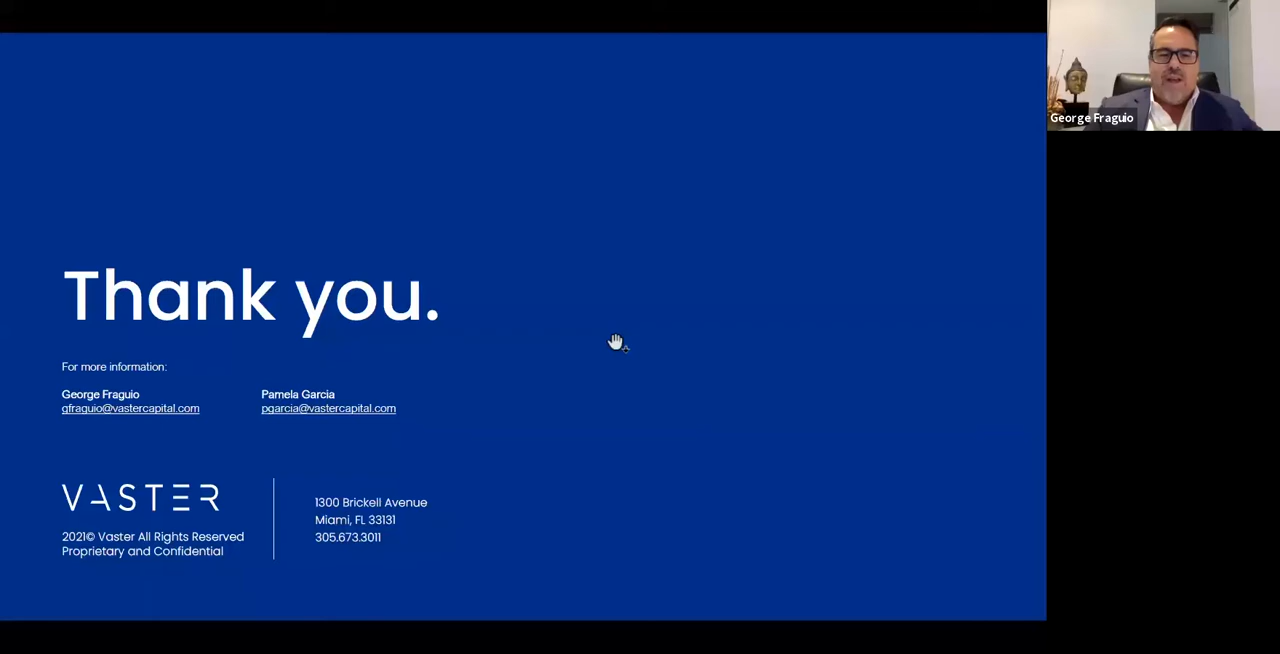 Thank you.
For more information:
George Fraguio
gfraguio@vastercapital.com
Pamela Garcia
pgarcia@vastercapital.com
VASTER
2021© Vaster All Rights Reserved
Proprietary and Confidential
1300 Brickell Avenue
Miami, FL 33131
305.673.3011
George Fraguio